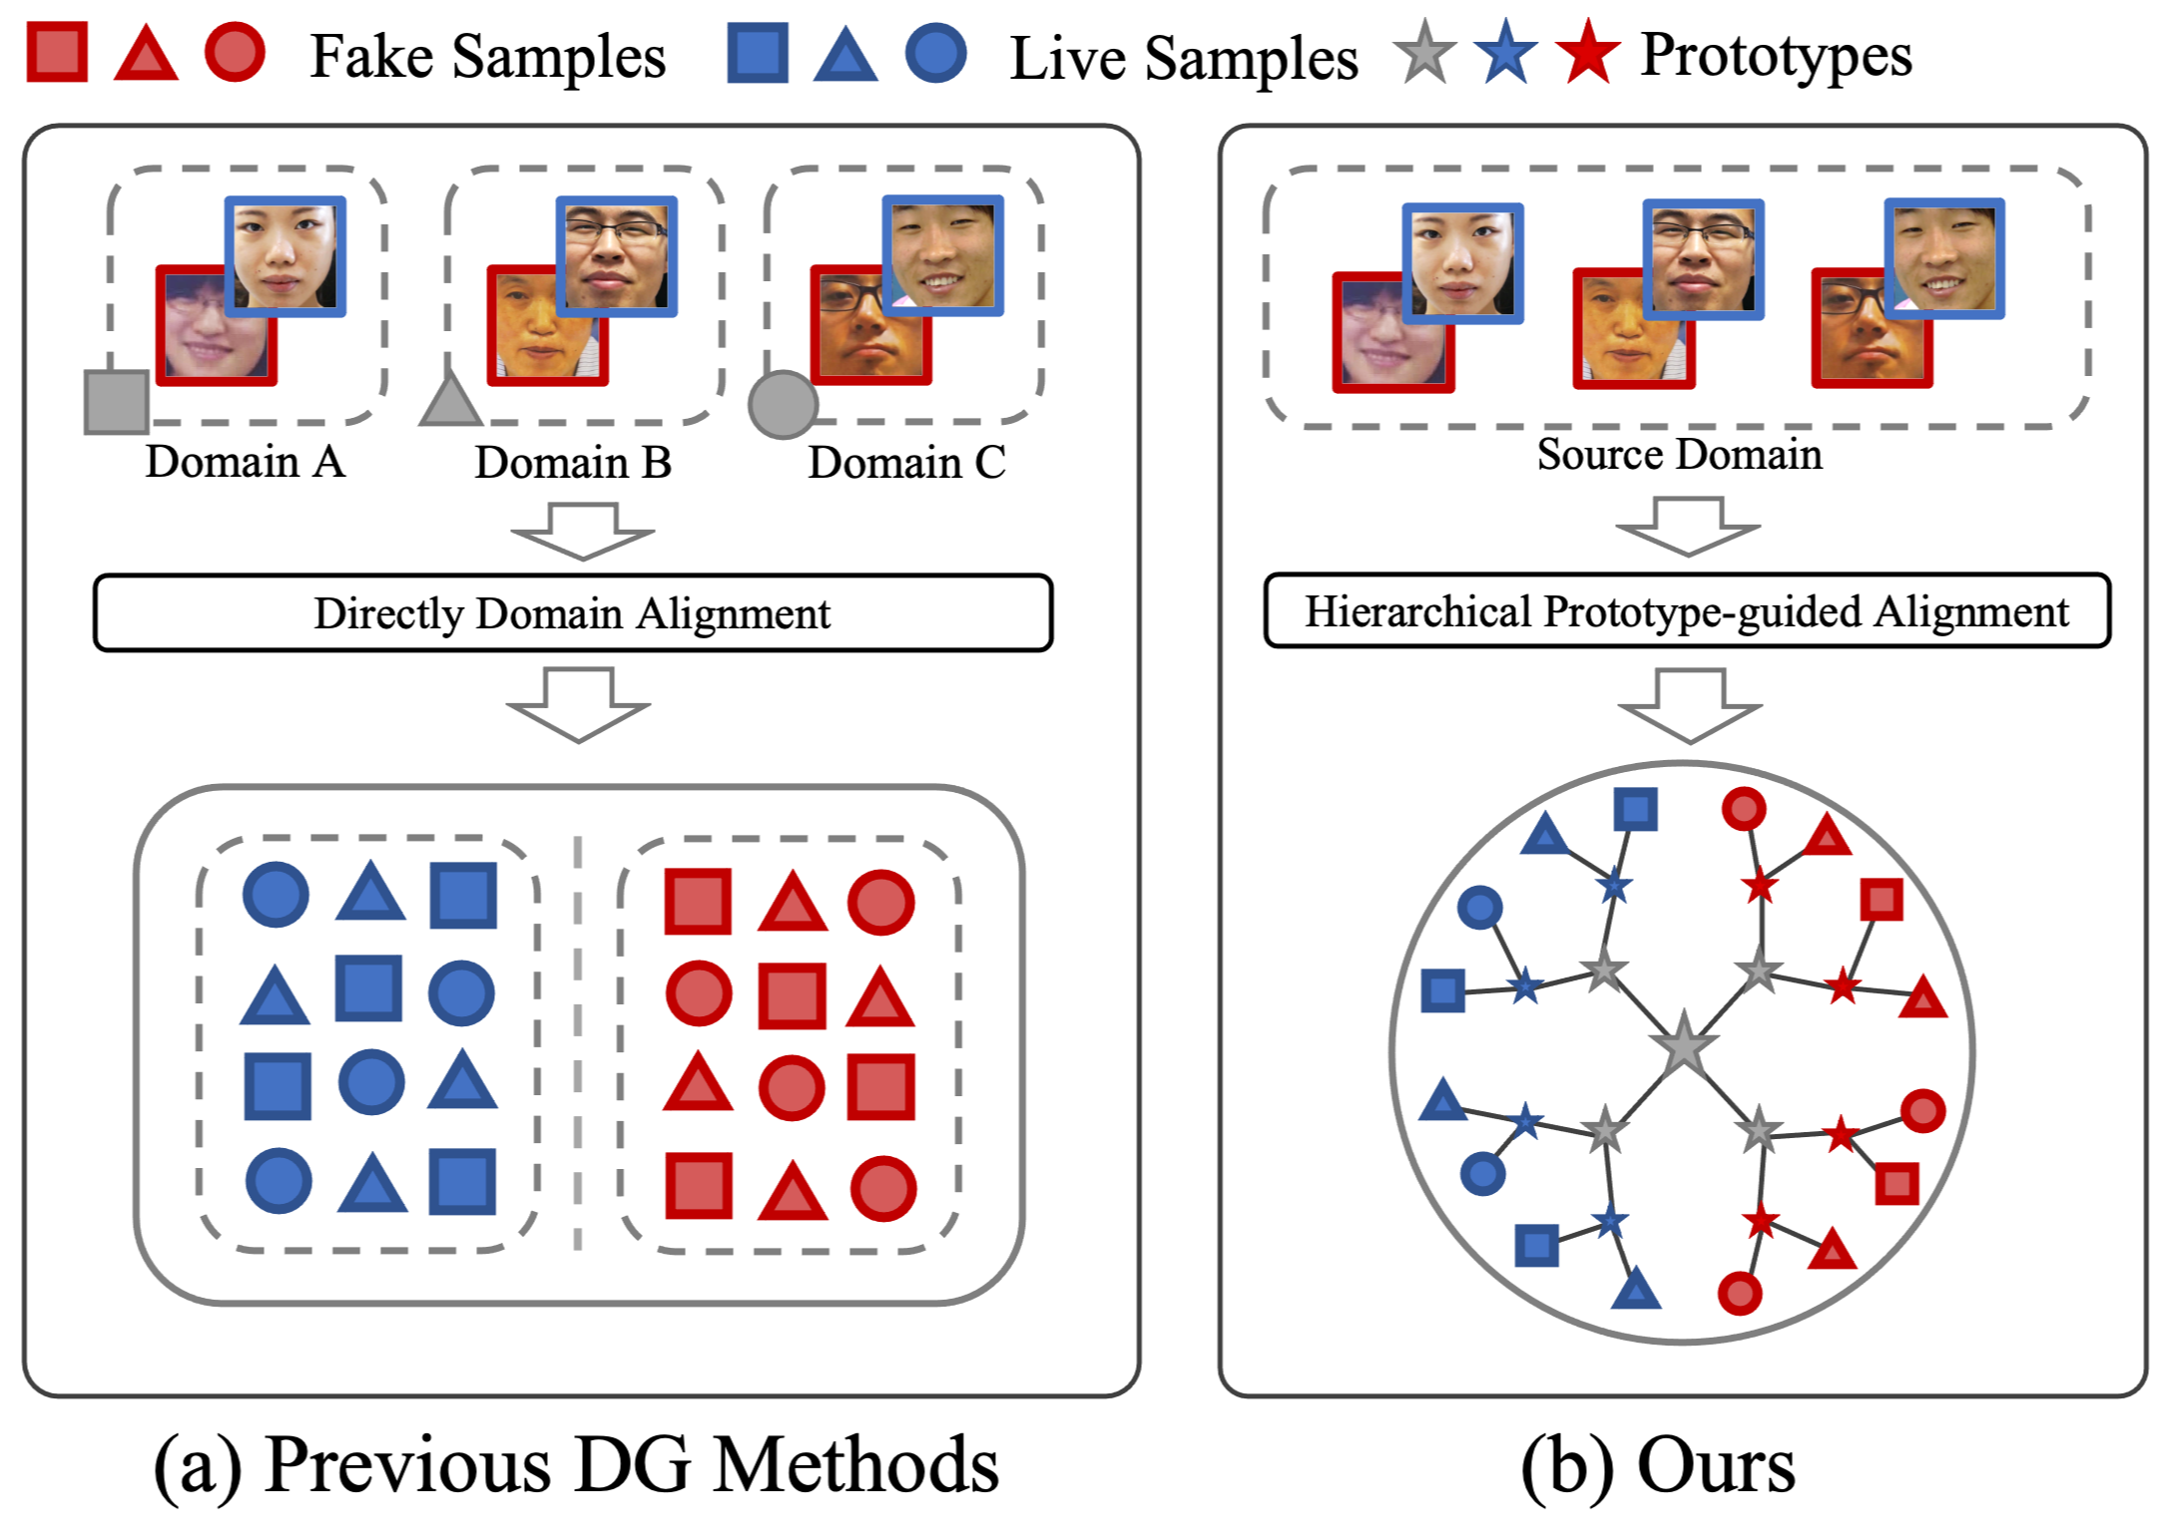 Fake Samples
Live Samples
Prototypes
Domain A
Domain B
Domain C
Directly Domain Alignment
(a) Previous DG Methods
Source Domain
Hierarchical Prototype-guided Alignment
(b) Ours